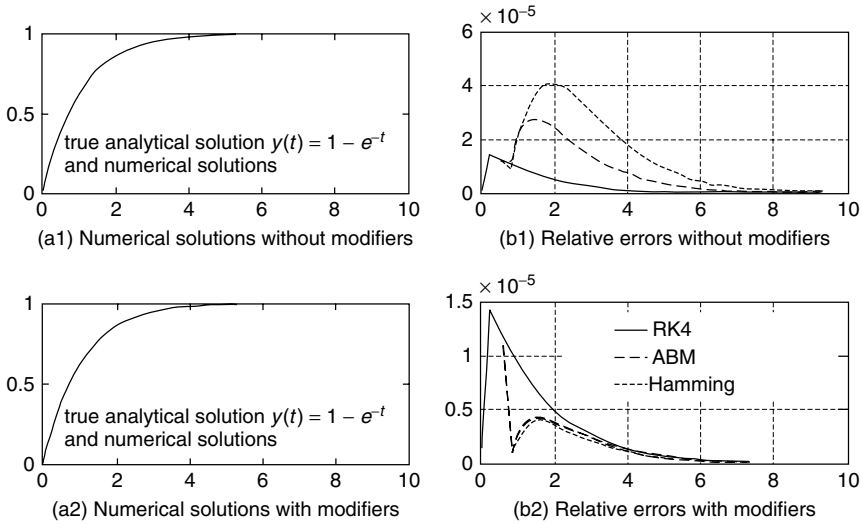 1
0.5
0
0 2 4 6 8 10
true analytical solution y(t) = 1 − e^−t
and numerical solutions
(a1) Numerical solutions without modifiers
× 10^−5
6
4
2
0
0 2 4 6 8 10
(b1) Relative errors without modifiers
1
0.5
0
0 2 4 6 8 10
true analytical solution y(t) = 1 − e^−t
and numerical solutions
(a2) Numerical solutions with modifiers
× 10^−5
1.5
1
0.5
0
0 2 4 6 8 10
RK4
ABM
Hamming
(b2) Relative errors with modifiers